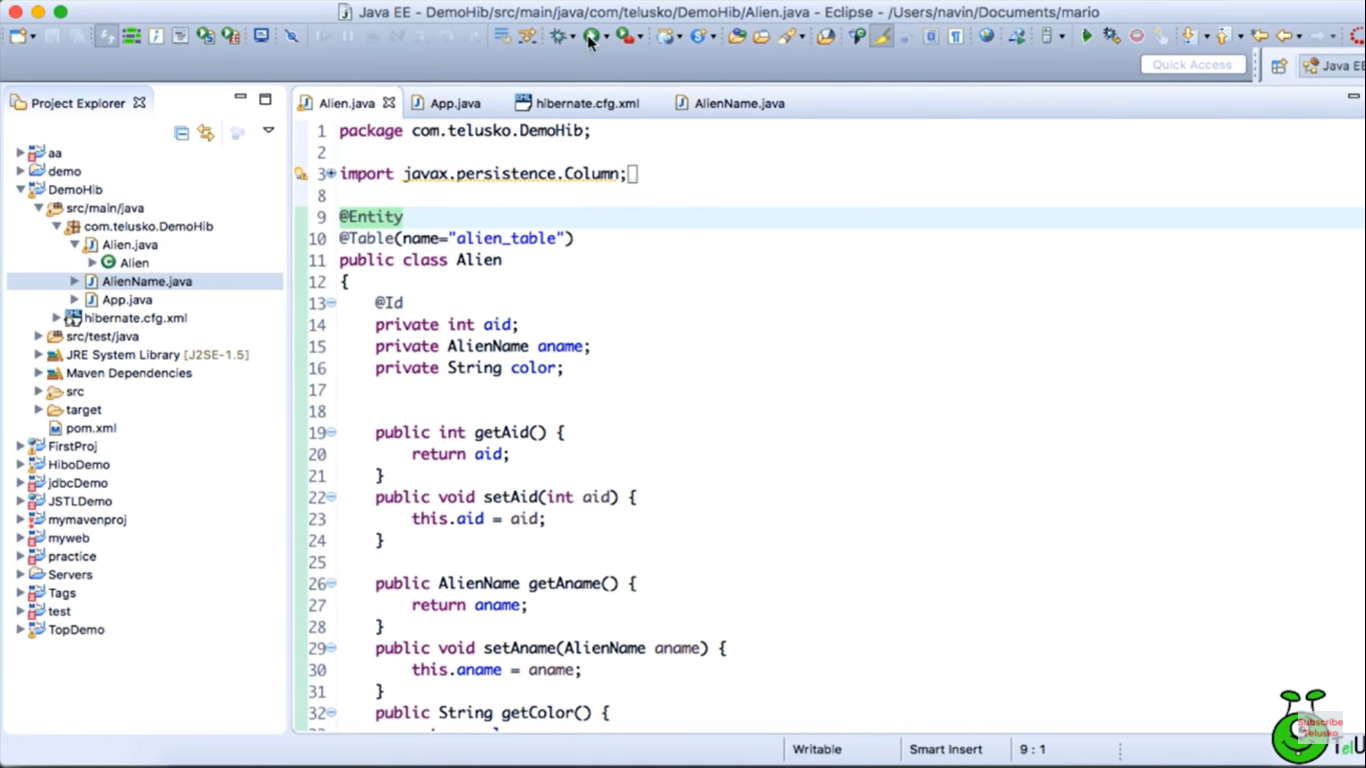 Java EE - DemoHib/src/main/java/com/telusko/DemoHib/Alien.java - Eclipse - /Users/navin/Documents/mario
Quick Access
Java EE
Project Explorer
aa
demo
DemoHib
src/main/java
com.telusko.DemoHib
Alien.java
Alien
AlienName.java
App.java
hibernate.cfg.xml
src/test/java
JRE System Library [J2SE-1.5]
Maven Dependencies
src
target
pom.xml
FirstProj
HiboDemo
jdbcDemo
JSTLDemo
mymavenproj
myweb
practice
Servers
Tags
test
TopDemo
Alien.java App.java hibernate.cfg.xml AlienName.java
1 package com.telusko.DemoHib;
2
3 import javax.persistence.Column;
8
9 @Entity
10 @Table(name="alien_table")
11 public class Alien
12 {
13 @Id
14 private int aid;
15 private AlienName aname;
16 private String color;
17
18
19 public int getAid() {
20 return aid;
21 }
22 public void setAid(int aid) {
23 this.aid = aid;
24 }
25
26 public AlienName getAname() {
27 return aname;
28 }
29 public void setAname(AlienName aname) {
30 this.aname = aname;
31 }
32 public String getColor() {
Writable Smart Insert 9 : 1
Subscribe
Telusko